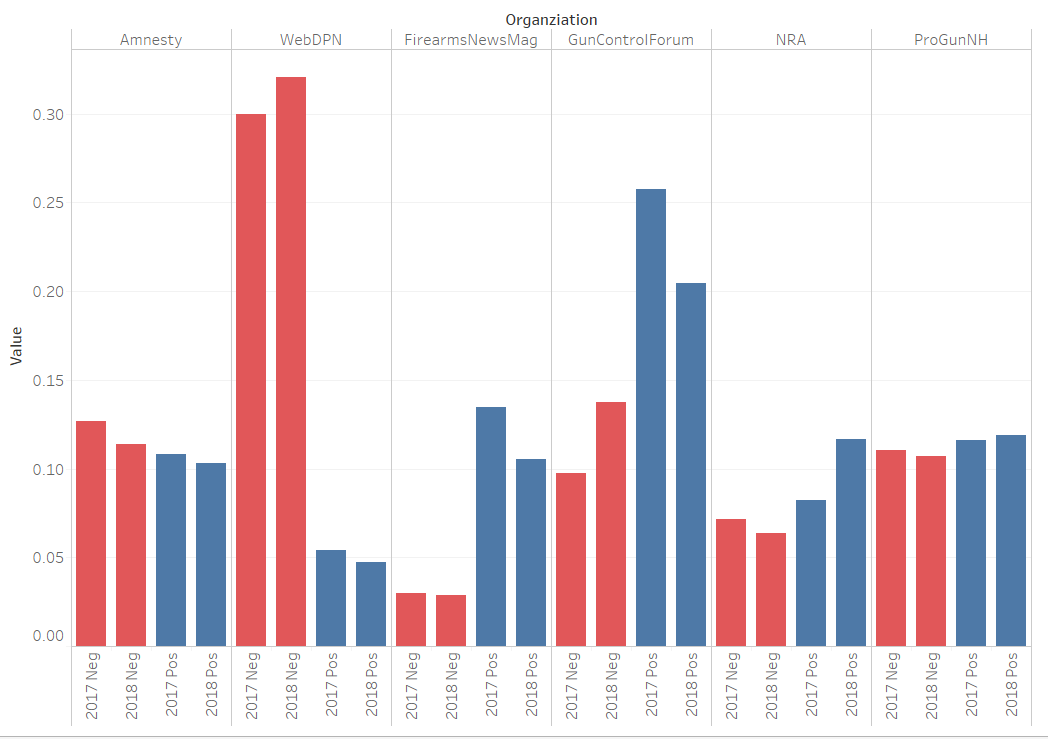 Organziation
Amnesty WebDPN FirearmsNewsMag GunControlForum NRA ProGunNH
0.30
0.25
0.20
Value
0.15
0.10
0.05
0.00
2017 Neg 2018 Neg 2017 Pos 2018 Pos 2017 Neg 2018 Neg 2017 Pos 2018 Pos 2017 Neg 2018 Neg 2017 Pos 2018 Pos 2017 Neg 2018 Neg 2017 Pos 2018 Pos 2017 Neg 2018 Neg 2017 Pos 2018 Pos 2017 Neg 2018 Neg 2017 Pos 2018 Pos